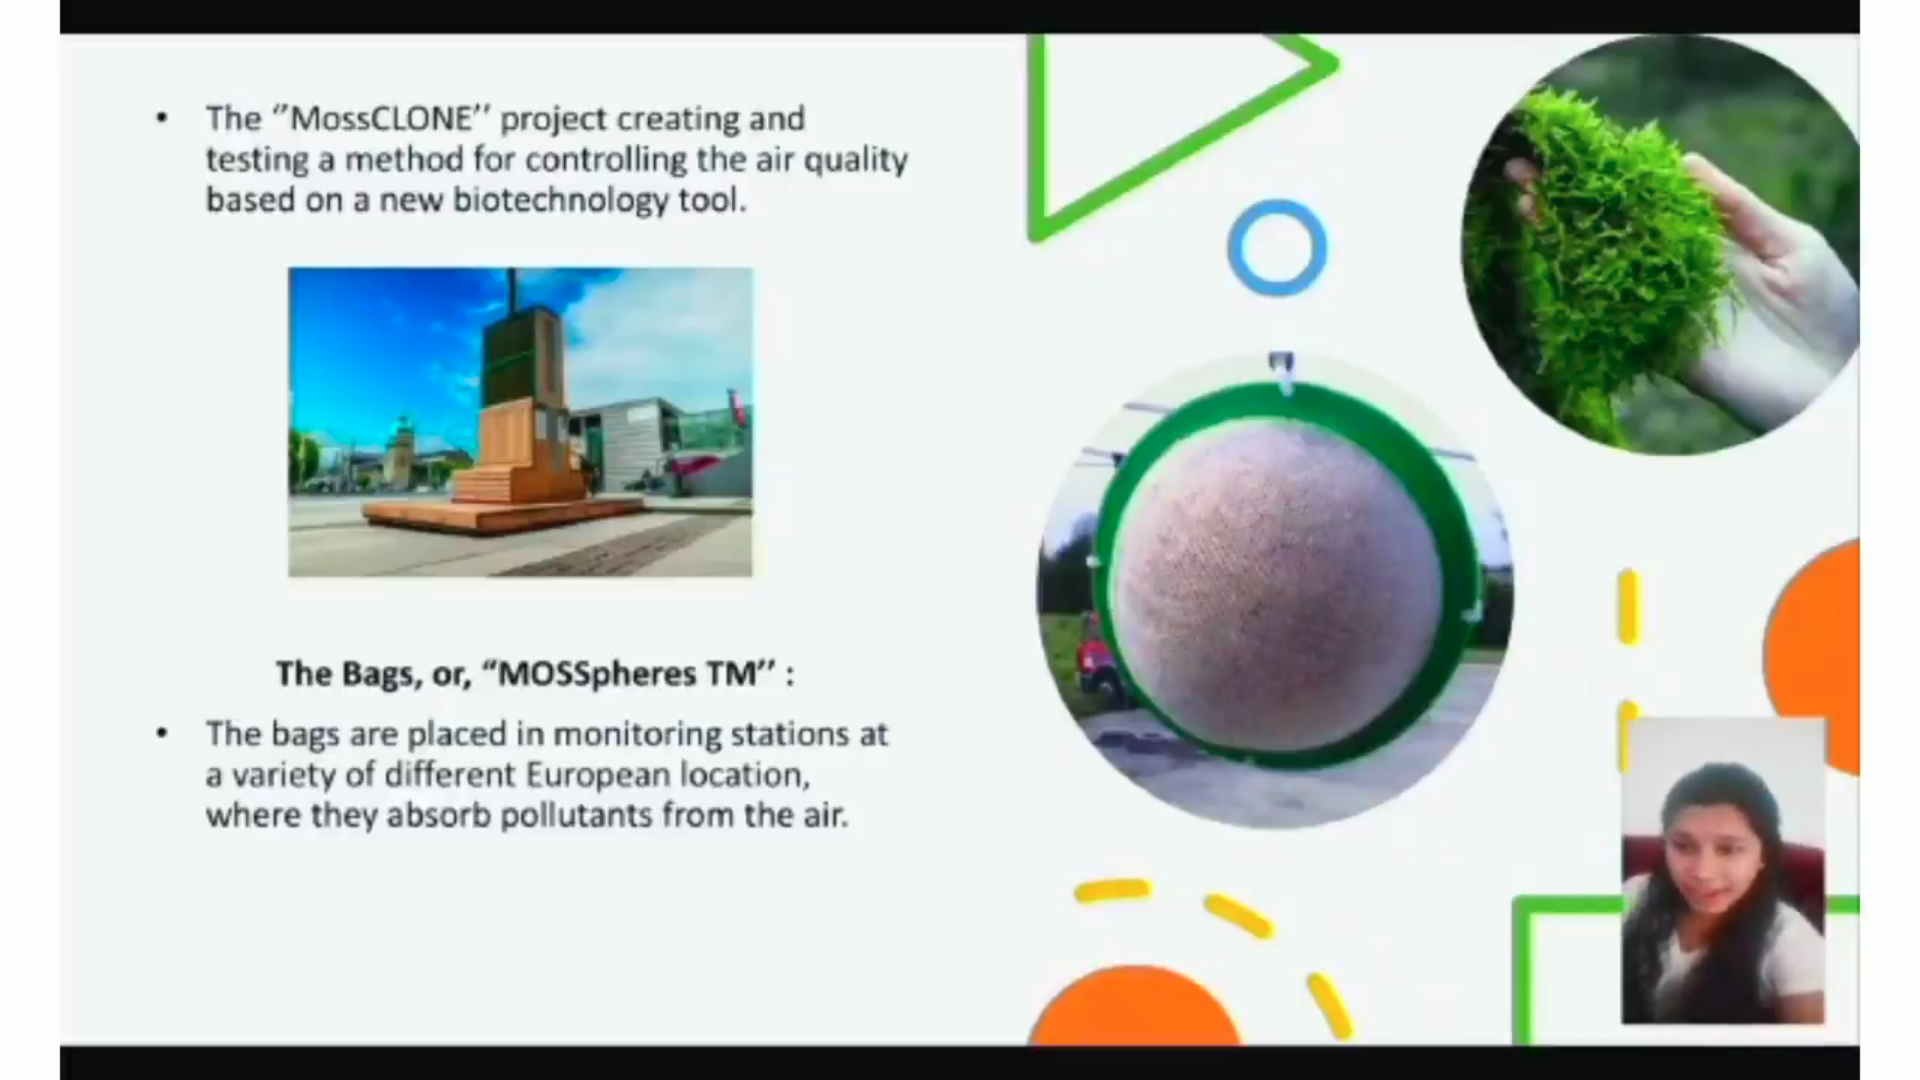 • The ‘’MossCLONE’’ project creating and
testing a method for controlling the air quality
based on a new biotechnology tool.
The Bags, or, “MOSSpheres TM’’ :
• The bags are placed in monitoring stations at
a variety of different European location,
where they absorb pollutants from the air.